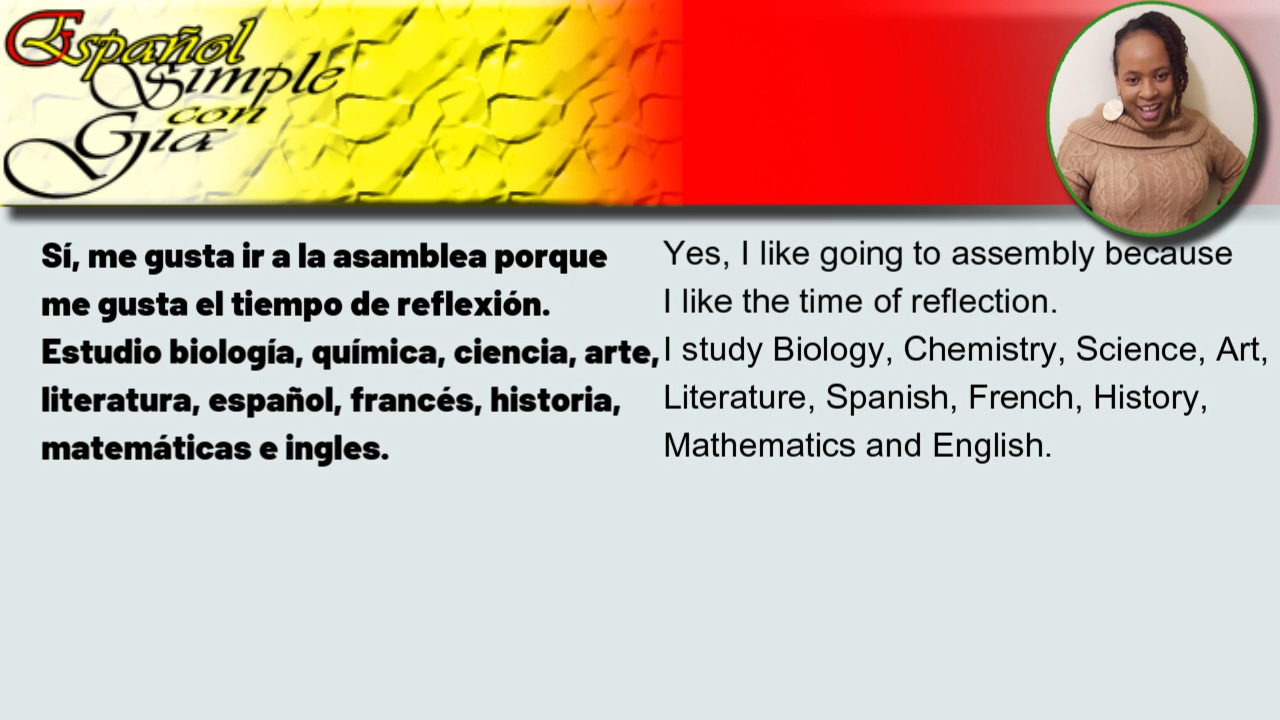 Español
Simple
con
Gia
Sí, me gusta ir a la asamblea porque
me gusta el tiempo de reflexión.
Estudio biología, química, ciencia, arte,
literatura, español, francés, historia,
matemáticas e ingles.
Yes, I like going to assembly because
I like the time of reflection.
I study Biology, Chemistry, Science, Art,
Literature, Spanish, French, History,
Mathematics and English.